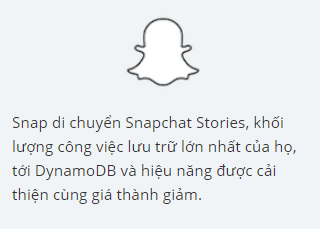 Snap di chuyển Snapchat Stories, khối
lượng công việc lưu trữ lớn nhất của họ,
tới DynamoDB và hiệu năng được cải
thiện cùng giá thành giảm.